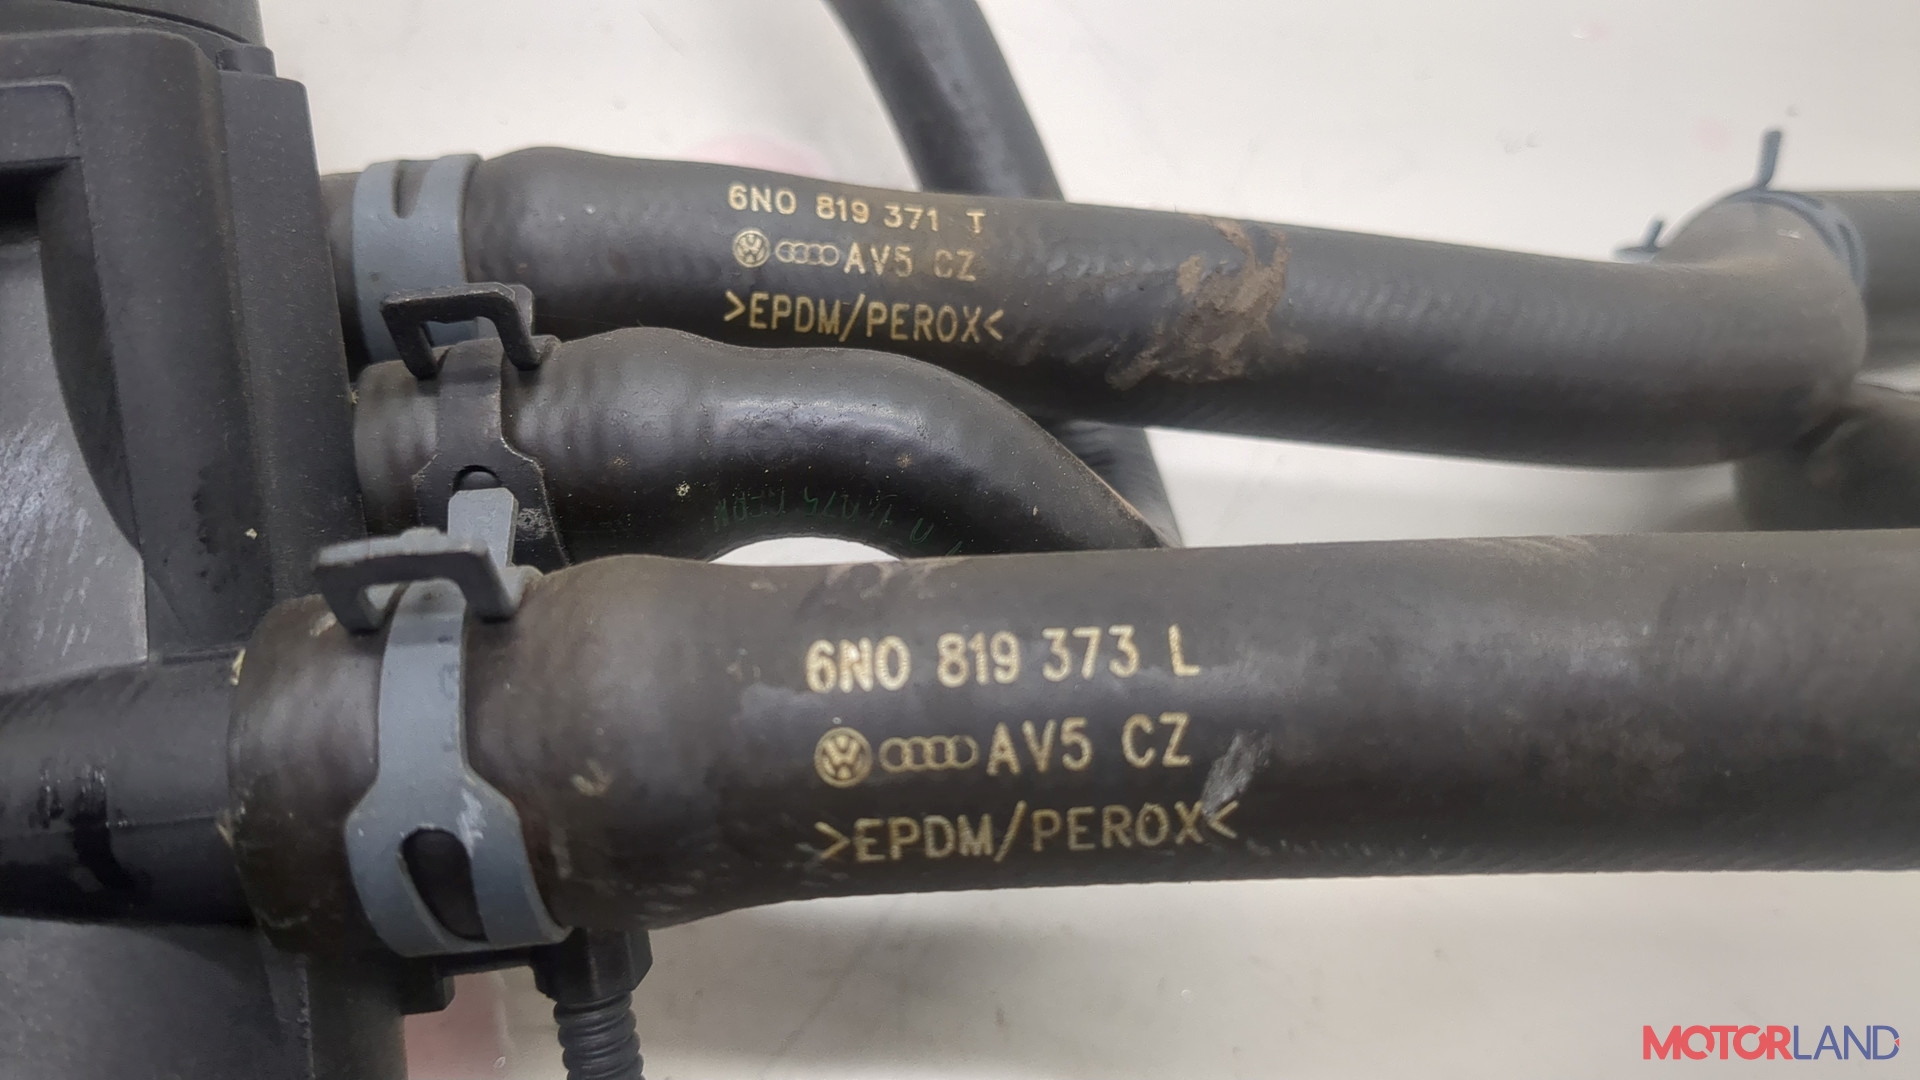 6N0 819 371 T
AV5 CZ
>EPDM/PEROX<
6N0 819 373 L
AV5 CZ
>EPDM/PEROX<
MOTORLAND